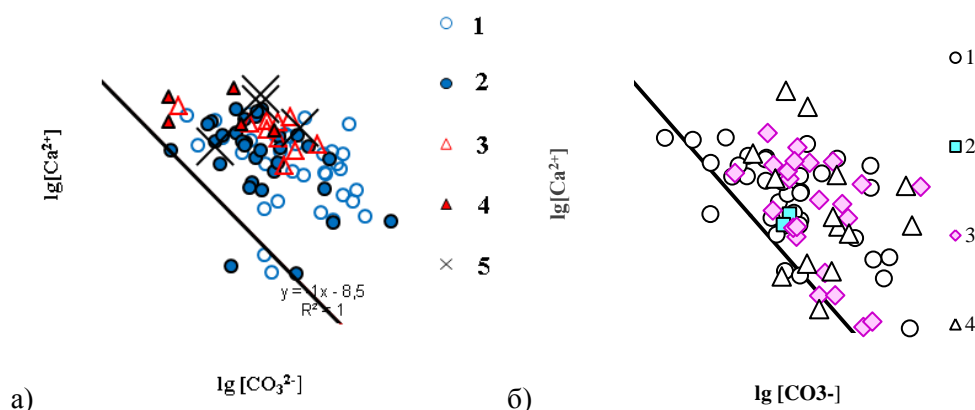 lg[Ca²⁺]
1
2
3
4
5
y = -1x - 8,5
R² = 1
lg [CO₃²⁻]
а)
lg[Ca²⁺]
1
2
3
4
lg [CO3-]
б)